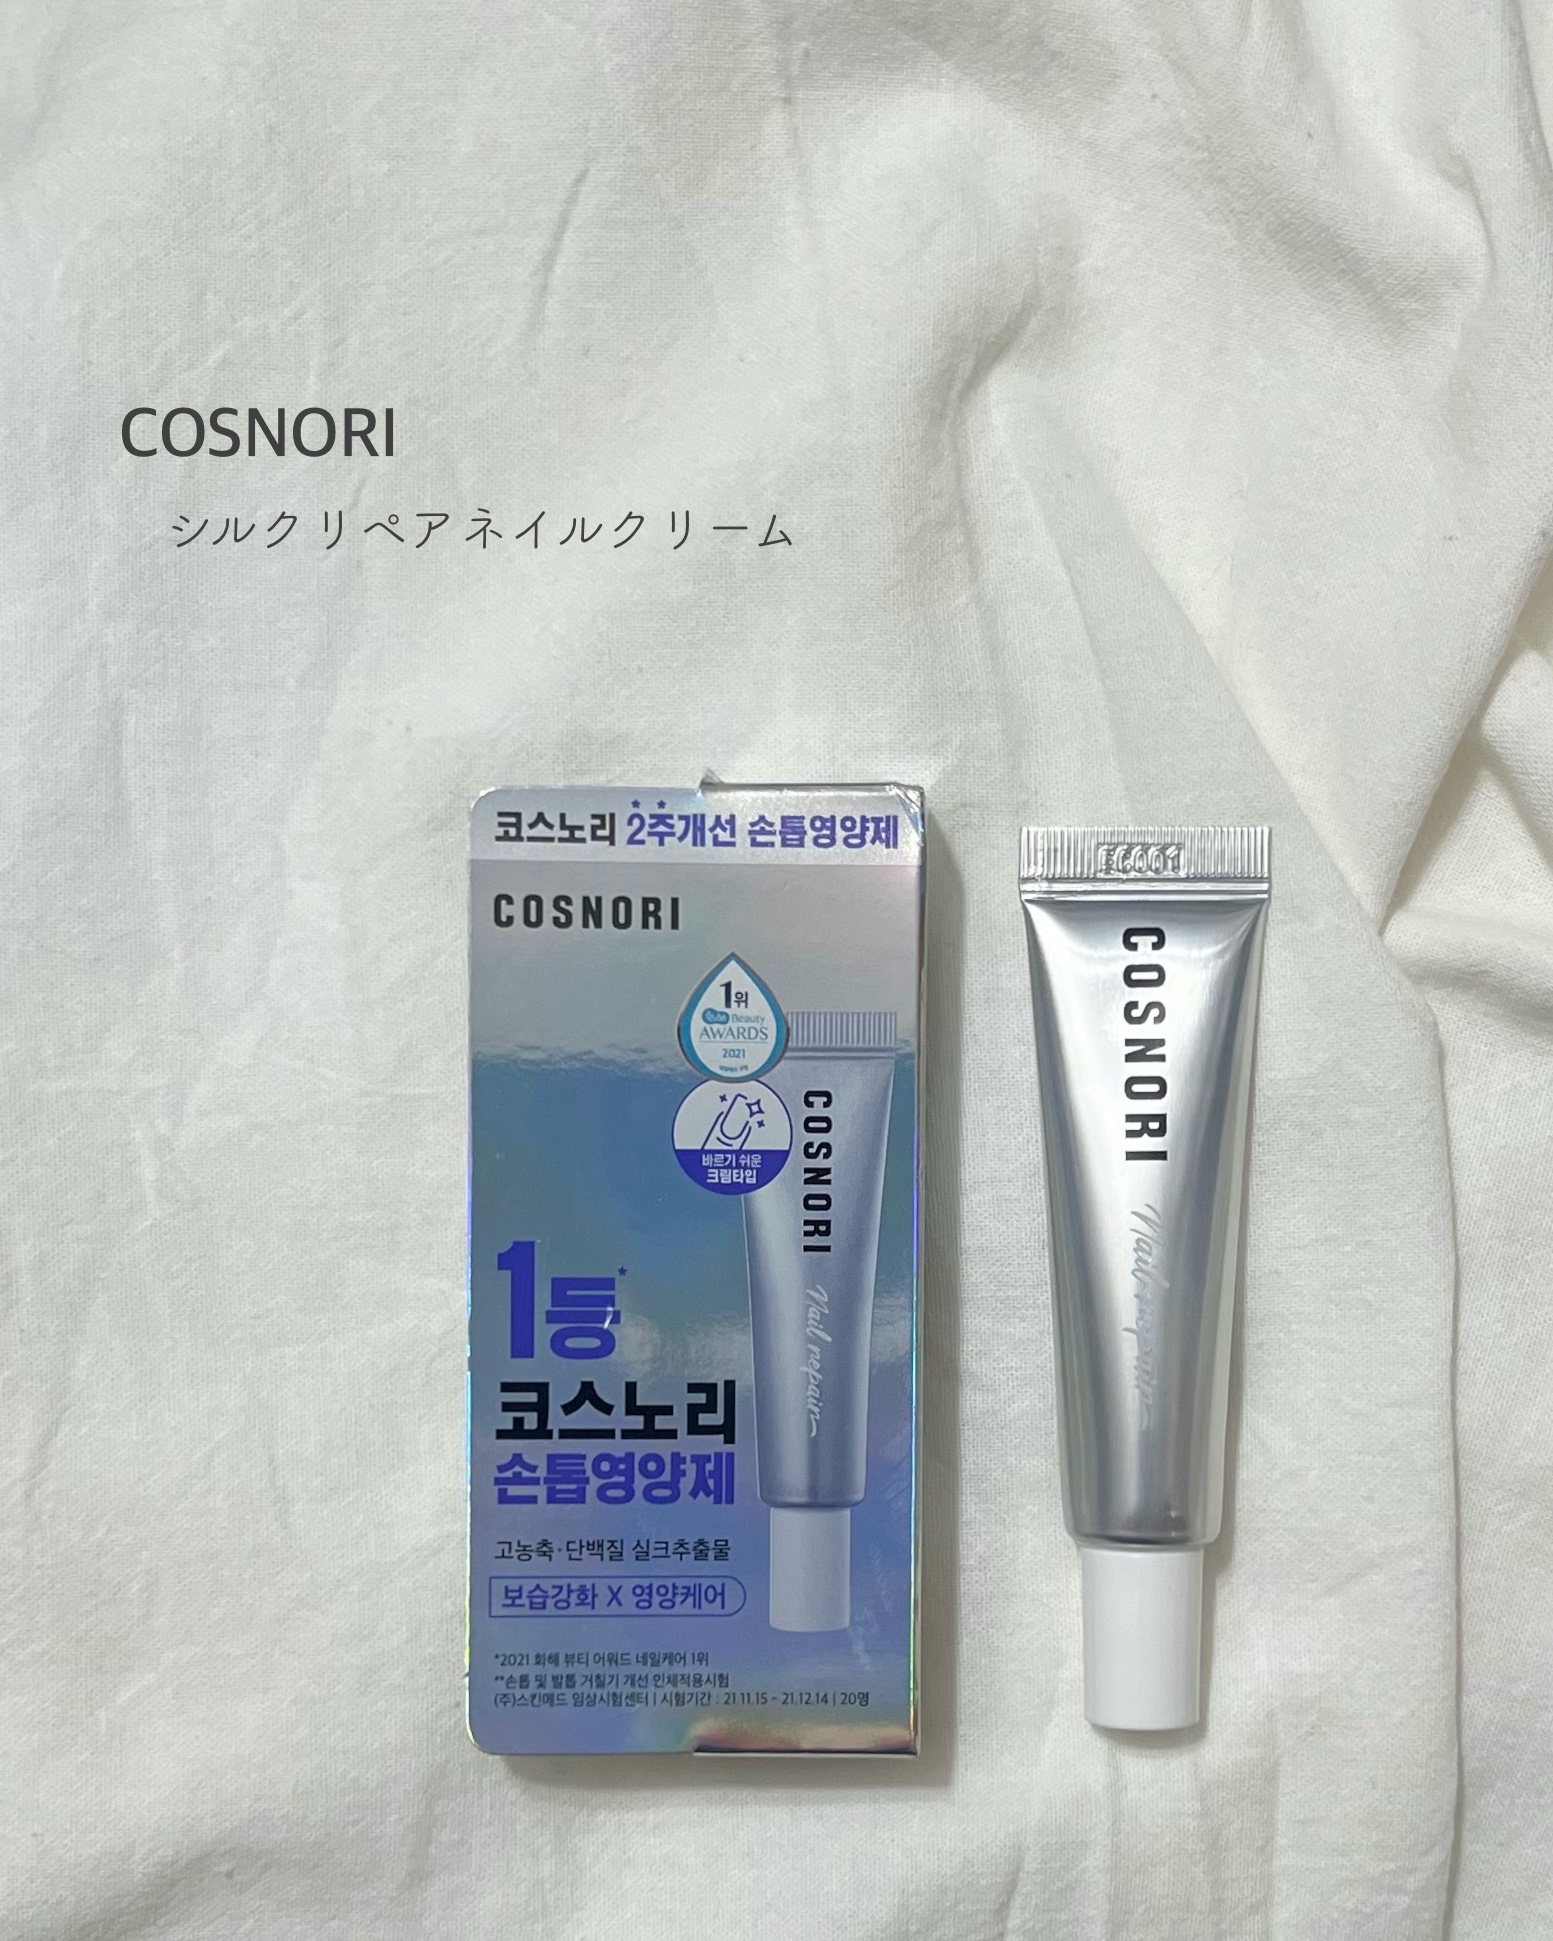 COSNORI
シルクリペアネイルクリーム
코스노리 2주개선 손톱영양제
COSNORI
1위
Beauty
AWARDS
2021
바르기 쉬운
크림타입
COSNORI
Nail repair
1등*
코스노리
손톱영양제
고농축·단백질 실크추출물
보습강화 X 영양케어
*2021 화해 뷰티 어워드 네일케어 1위
**손톱 및 발톱 거칠기 개선 인체적용시험
(주)스킨메드 임상시험센터 | 시험기간 : 21.11.15 - 21.12.14 | 20명
COSNORI
Nail repair